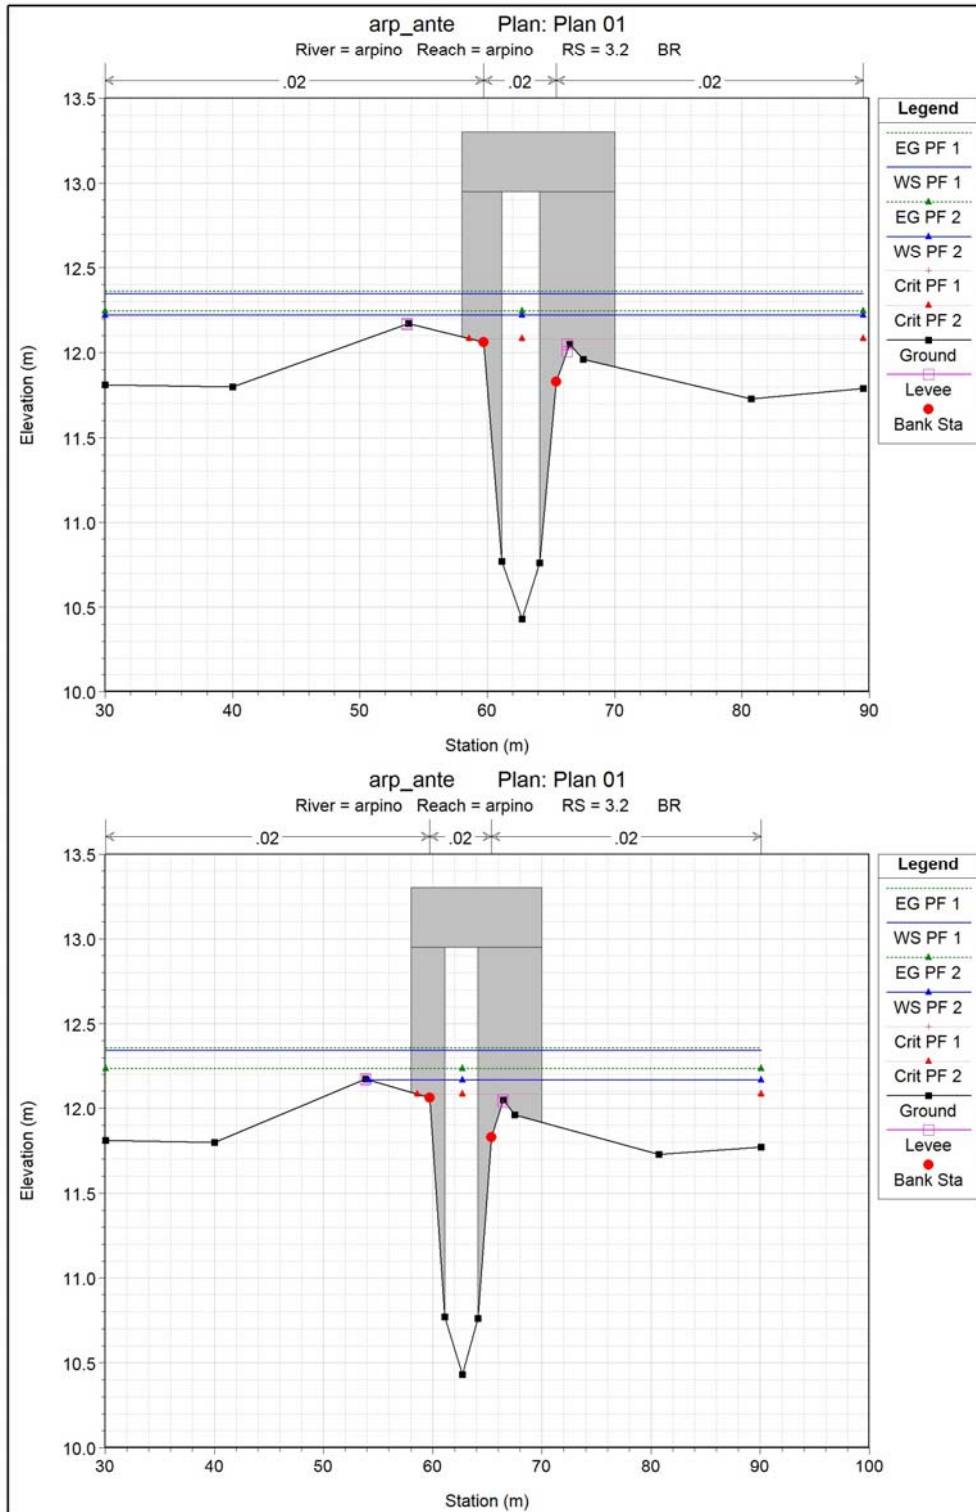 arp_ante Plan: Plan 01
River = arpino Reach = arpino RS = 3.2 BR
.02 .02 .02
Legend
EG PF 1
WS PF 1
EG PF 2
WS PF 2
Crit PF 1
Crit PF 2
Ground
Levee
Bank Sta
13.5
13.0
12.5
12.0
11.5
11.0
10.5
10.0
Elevation (m)
30 40 50 60 70 80 90
Station (m)
arp_ante Plan: Plan 01
River = arpino Reach = arpino RS = 3.2 BR
.02 .02 .02
Legend
EG PF 1
WS PF 1
EG PF 2
WS PF 2
Crit PF 1
Crit PF 2
Ground
Levee
Bank Sta
13.5
13.0
12.5
12.0
11.5
11.0
10.5
10.0
Elevation (m)
30 40 50 60 70 80 90 100
Station (m)